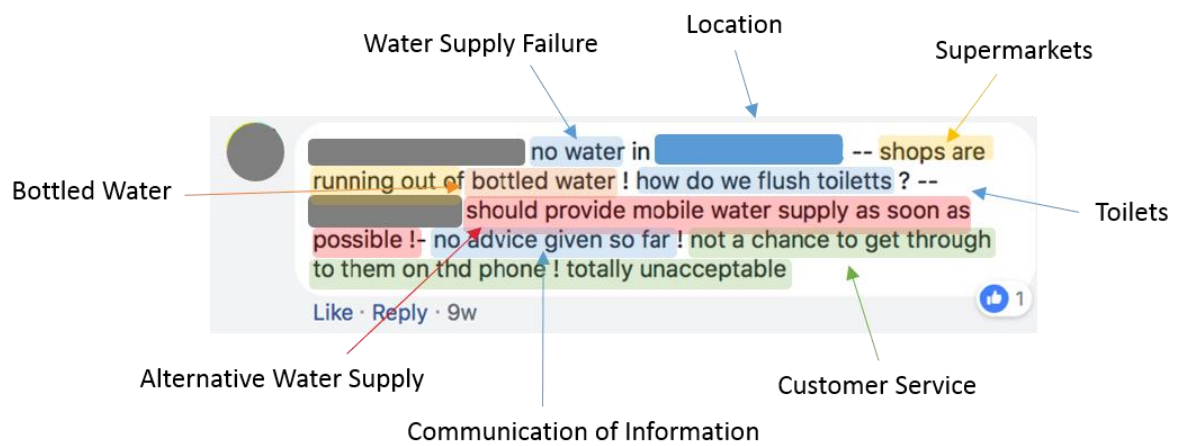 Location
Water Supply Failure
Supermarkets
no water in -- shops are
running out of bottled water ! how do we flush toiletts ? --
Bottled Water
should provide mobile water supply as soon as
Toilets
possible !- no advice given so far ! not a chance to get through
to them on thd phone ! totally unacceptable
Like · Reply · 9w
1
Alternative Water Supply
Customer Service
Communication of Information